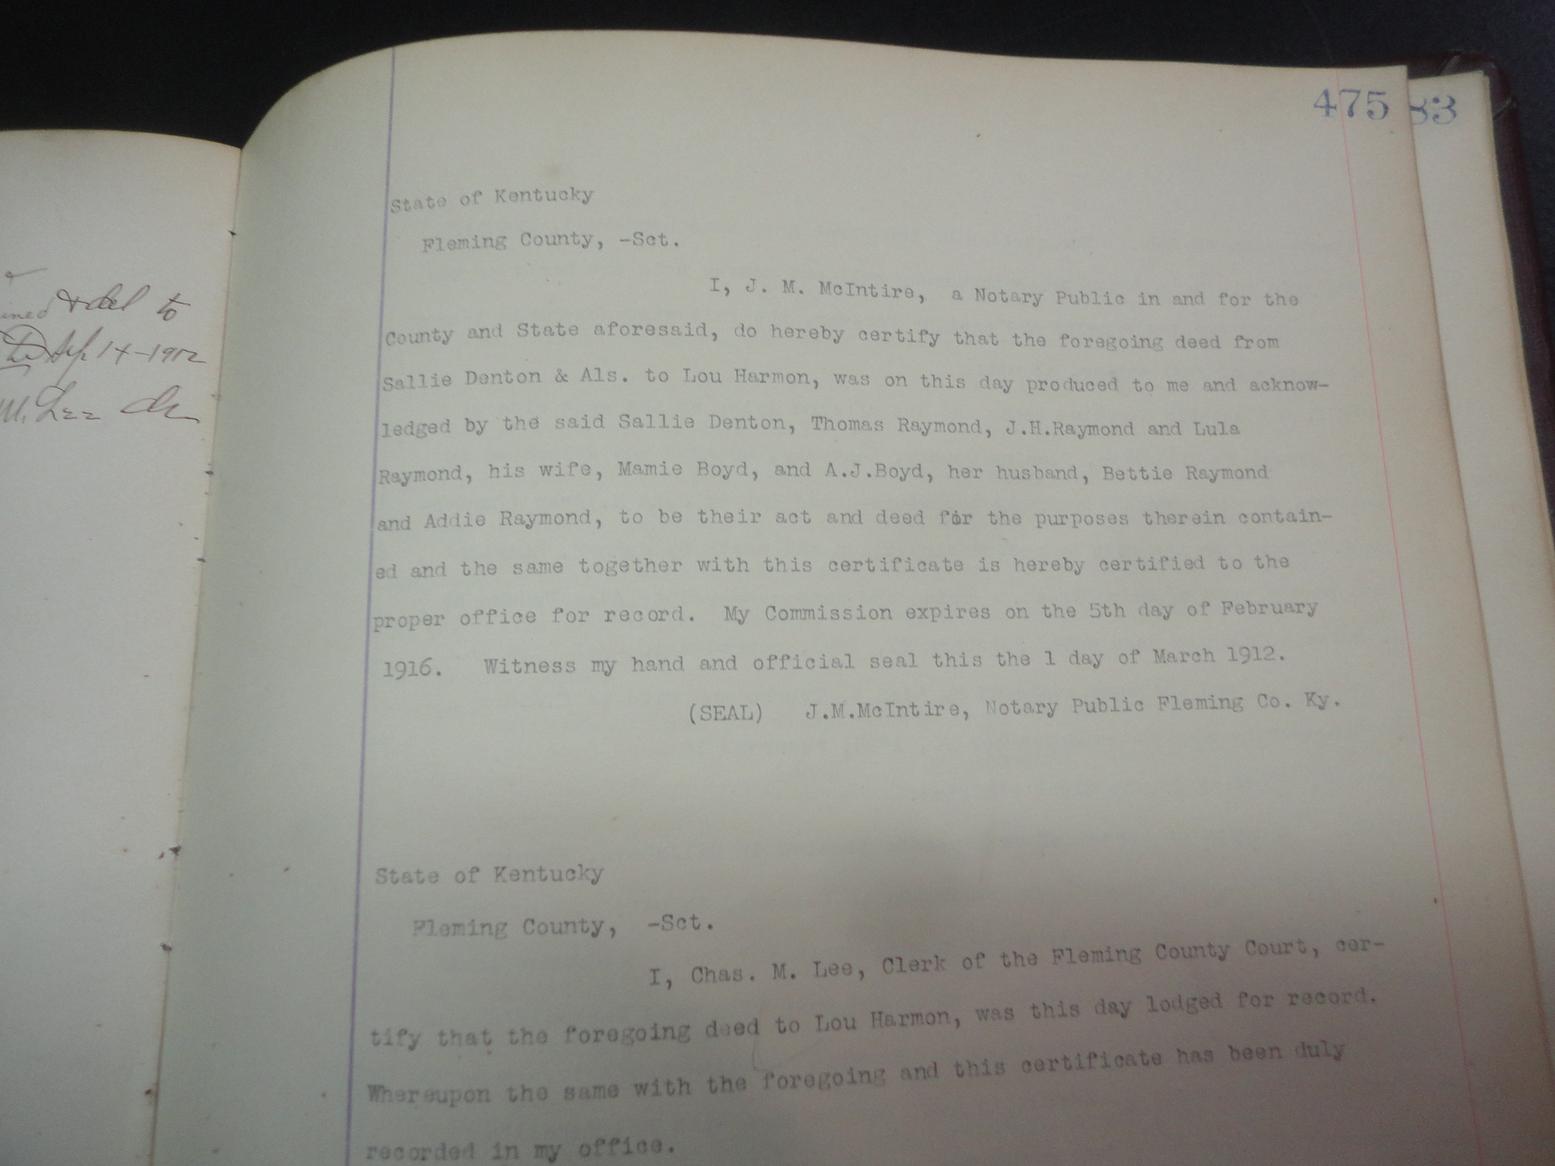 475 83
& del to
Sep 14-1912
M. Lee
State of Kentucky
Fleming County, -Sct.
I, J. M. McIntire, a Notary Public in and for the
County and State aforesaid, do hereby certify that the foregoing deed from
Sallie Denton & Als. to Lou Harmon, was on this day produced to me and acknow-
ledged by the said Sallie Denton, Thomas Raymond, J.H.Raymond and Lula
Raymond, his wife, Mamie Boyd, and A.J.Boyd, her husband, Bettie Raymond
and Addie Raymond, to be their act and deed for the purposes therein contain-
ed and the same together with this certificate is hereby certified to the
proper office for record. My Commission expires on the 5th day of February
1916. Witness my hand and official seal this the 1 day of March 1912.
(SEAL) J.M.McIntire, Notary Public Fleming Co. Ky.
State of Kentucky
Fleming County, -Sct.
I, Chas. M. Lee, Clerk of the Fleming County Court, cer-
tify that the foregoing deed to Lou Harmon, was this day lodged for record.
Whereupon the same with the foregoing and this certificate has been duly
recorded in my office.